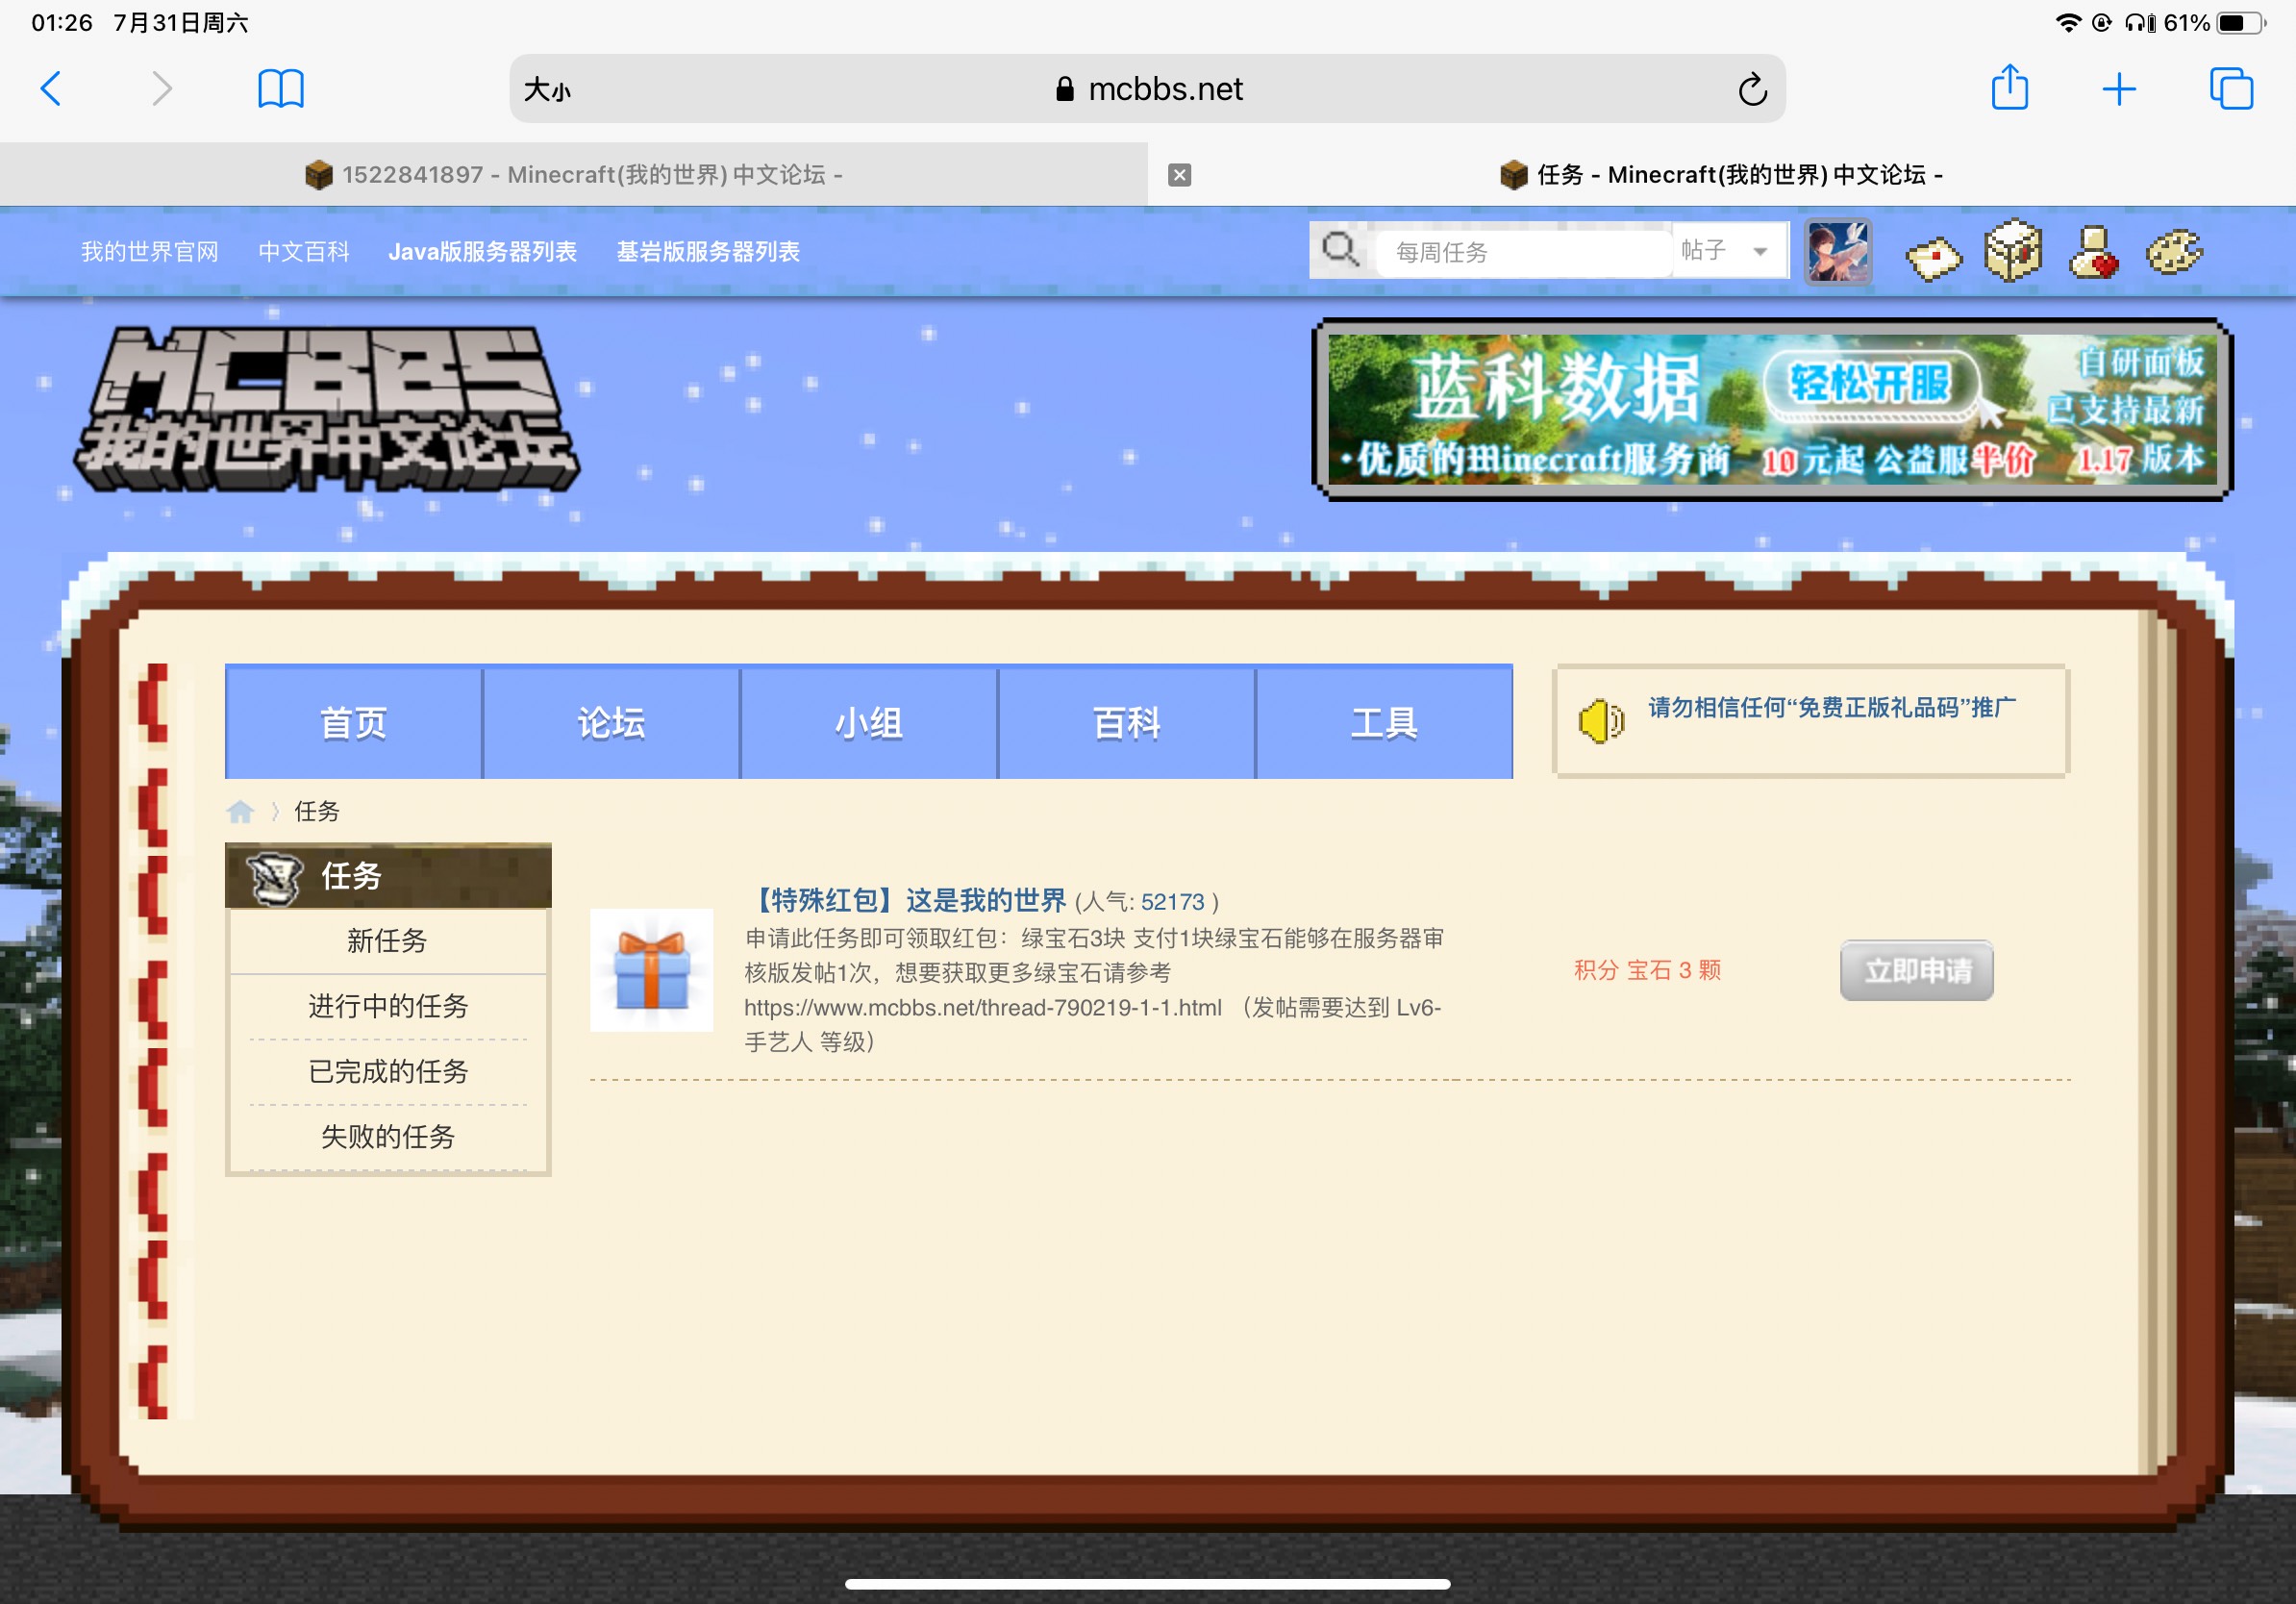 01:26 7月31日周六
61%
大小
mcbbs.net
1522841897 - Minecraft(我的世界)中文论坛 -
任务 - Minecraft(我的世界)中文论坛 -
我的世界官网 中文百科 Java版服务器列表 基岩版服务器列表
每周任务 帖子
MCBBS
我的世界中文论坛
蓝科数据 轻松开服 自研面板
已支持最新
·优质的Minecraft服务商 10元起 公益服半价 1.17版本
首页 论坛 小组 百科 工具
请勿相信任何“免费正版礼品码”推广
〉 任务
任务
新任务
进行中的任务
已完成的任务
失败的任务
【特殊红包】这是我的世界 (人气: 52173 )
申请此任务即可领取红包：绿宝石3块 支付1块绿宝石能够在服务器审
核版发帖1次，想要获取更多绿宝石请参考
https://www.mcbbs.net/thread-790219-1-1.html （发帖需要达到 Lv6-
手艺人 等级）
积分 宝石 3 颗
立即申请